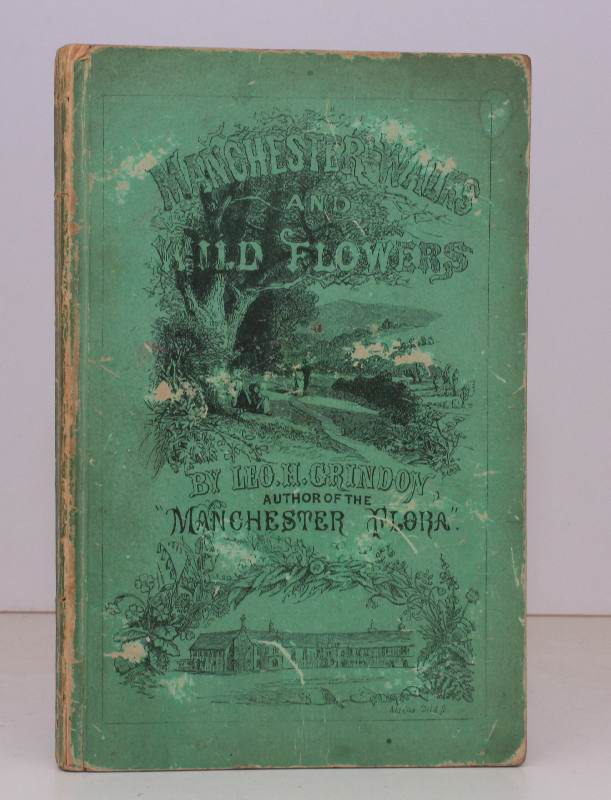 MANCHESTER WALKS
AND
WILD FLOWERS
BY LEO. H. GRINDON,
AUTHOR OF THE
"MANCHESTER FLORA".